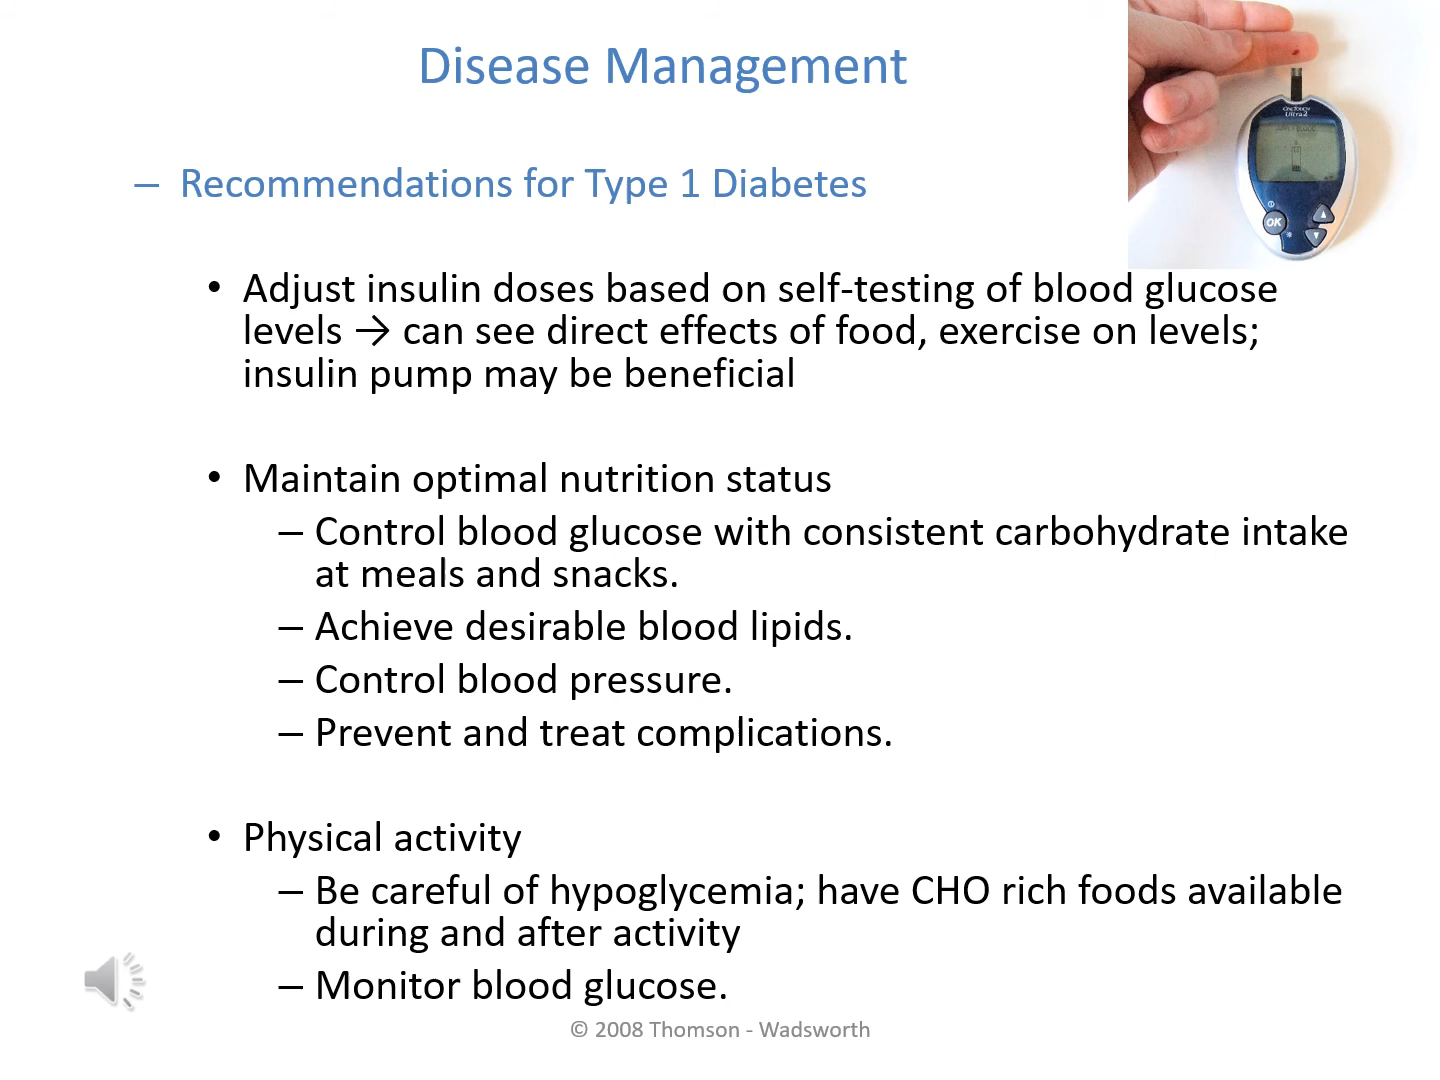 Disease Management
– Recommendations for Type 1 Diabetes
• Adjust insulin doses based on self-testing of blood glucose
levels → can see direct effects of food, exercise on levels;
insulin pump may be beneficial
• Maintain optimal nutrition status
– Control blood glucose with consistent carbohydrate intake
at meals and snacks.
– Achieve desirable blood lipids.
– Control blood pressure.
– Prevent and treat complications.
• Physical activity
– Be careful of hypoglycemia; have CHO rich foods available
during and after activity
– Monitor blood glucose.
© 2008 Thomson - Wadsworth
OneTouch
Ultra2
OK